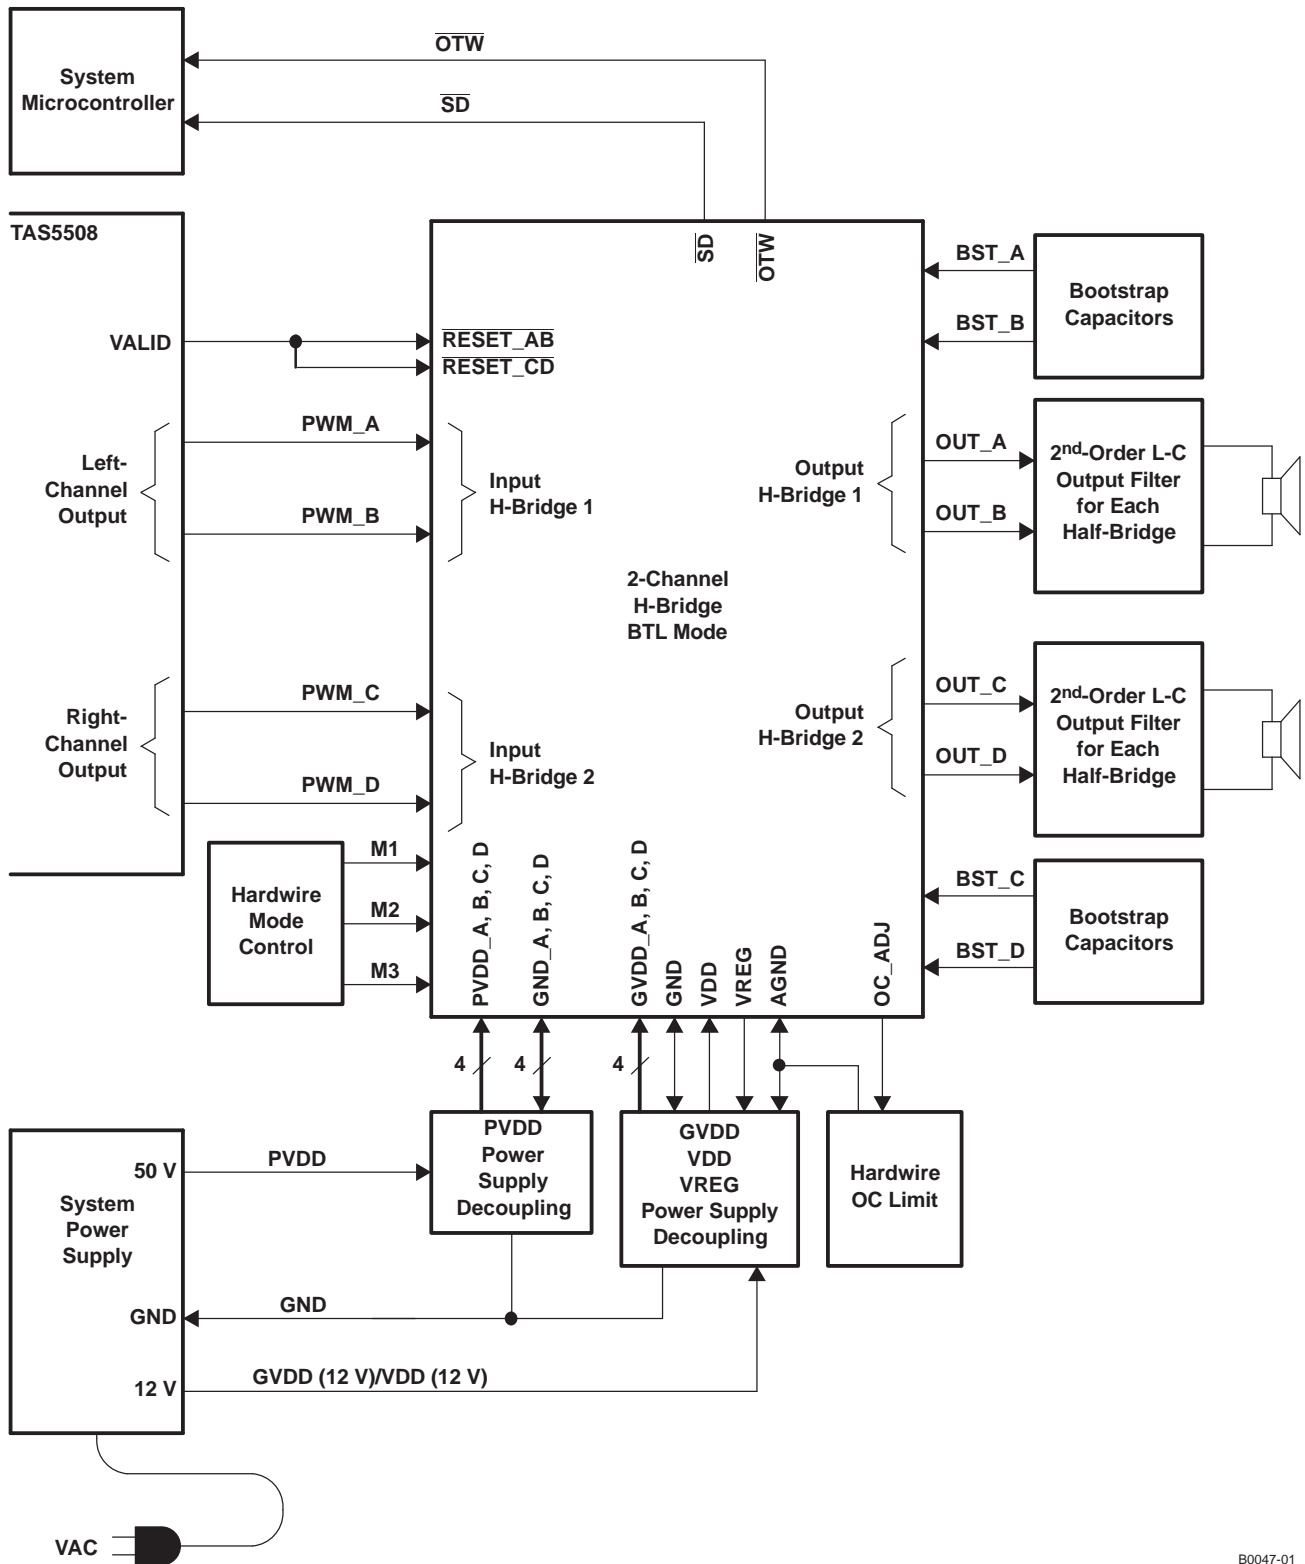 OTW
System
Microcontroller
SD
TAS5508
SD
OTW
BST_A
Bootstrap
Capacitors
BST_B
VALID
RESET_AB
RESET_CD
PWM_A
Left-
Channel
Output
Input
H-Bridge 1
PWM_B
Output
H-Bridge 1
OUT_A
OUT_B
2nd-Order L-C
Output Filter
for Each
Half-Bridge
2-Channel
H-Bridge
BTL Mode
PWM_C
Right-
Channel
Output
Input
H-Bridge 2
PWM_D
Output
H-Bridge 2
OUT_C
OUT_D
2nd-Order L-C
Output Filter
for Each
Half-Bridge
Hardwire
Mode
Control
M1
M2
M3
PVDD_A, B, C, D
GND_A, B, C, D
GVDD_A, B, C, D
GND
VDD
VREG
AGND
OC_ADJ
BST_C
Bootstrap
Capacitors
BST_D
4
4
4
PVDD
Power
Supply
Decoupling
GVDD
VDD
VREG
Power Supply
Decoupling
Hardwire
OC Limit
50 V
PVDD
System
Power
Supply
GND
GND
12 V
GVDD (12 V)/VDD (12 V)
VAC
B0047-01